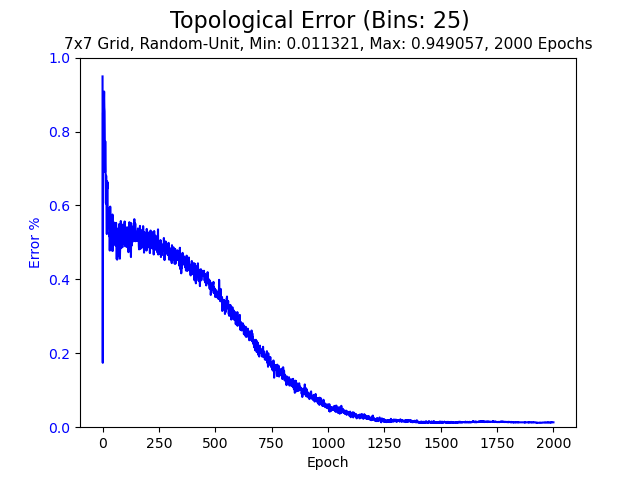 Topological Error (Bins: 25)
7x7 Grid, Random-Unit, Min: 0.011321, Max: 0.949057, 2000 Epochs
1.0
0.8
0.6
0.4
0.2
0.0
Error %
0 250 500 750 1000 1250 1500 1750 2000
Epoch